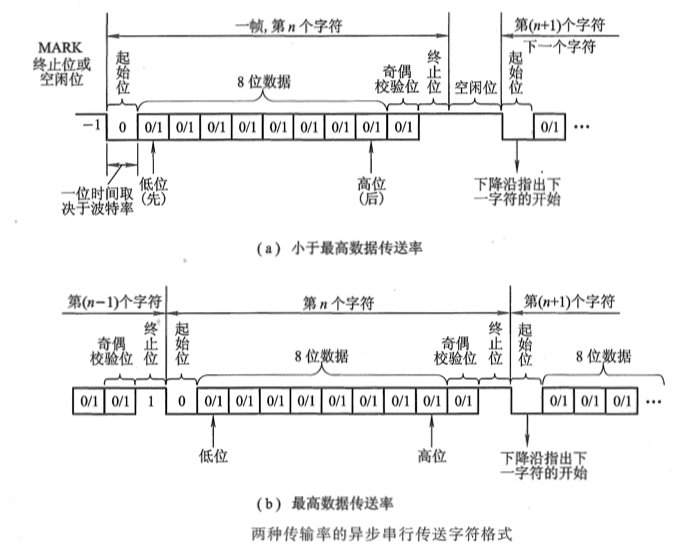 一帧,第n个字符
第(n+1)个字符
下一个字符
MARK
终止位或
空闲位
起始位
8位数据
奇偶
校验位
终止位
空闲位
起始位
-1
0
0/1
0/1
0/1
0/1
0/1
0/1
0/1
0/1
0/1
0/1
···
一位时间取
决于波特率
低位
(先)
高位
(后)
下降沿指出下
一字符的开始
(a) 小于最高数据传送率
第(n-1)个字符
第n个字符
第(n+1)个字符
奇偶
校验位
终止位
起始位
8位数据
奇偶
校验位
终止位
起始位
8位数据
0/1
0/1
1
0
0/1
0/1
0/1
0/1
0/1
0/1
0/1
0/1
0/1
0/1
0/1
0/1
···
低位
高位
下降沿指出下
一字符的开始
(b) 最高数据传送率
两种传输率的异步串行传送字符格式